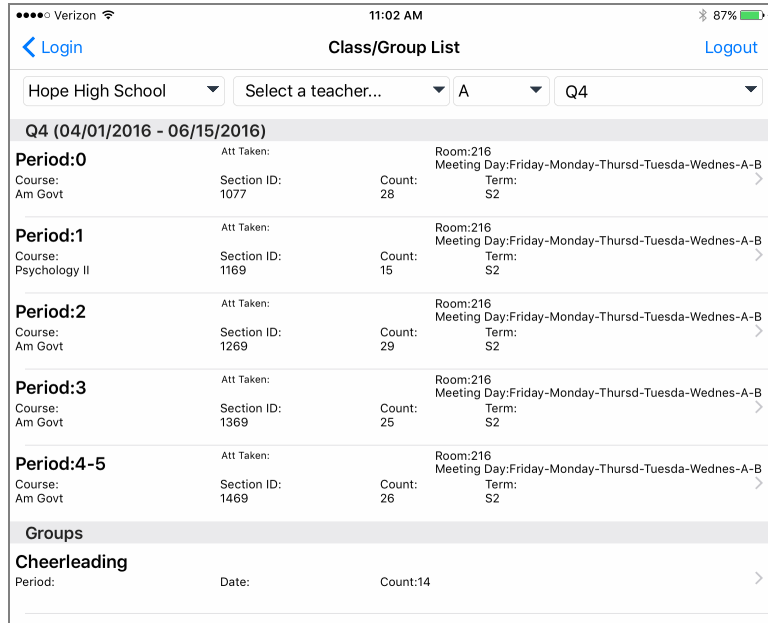 Verizon 11:02 AM 87%
Login Class/Group List Logout
Hope High School Select a teacher... A Q4
Q4 (04/01/2016 - 06/15/2016)
Period:0 Att Taken: Room:216
Meeting Day:Friday-Monday-Thursd-Tuesda-Wednes-A-B
Course: Section ID: Count: Term:
Am Govt 1077 28 S2
Period:1 Att Taken: Room:216
Meeting Day:Friday-Monday-Thursd-Tuesda-Wednes-A-B
Course: Section ID: Count: Term:
Psychology II 1169 15 S2
Period:2 Att Taken: Room:216
Meeting Day:Friday-Monday-Thursd-Tuesda-Wednes-A-B
Course: Section ID: Count: Term:
Am Govt 1269 29 S2
Period:3 Att Taken: Room:216
Meeting Day:Friday-Monday-Thursd-Tuesda-Wednes-A-B
Course: Section ID: Count: Term:
Am Govt 1369 25 S2
Period:4-5 Att Taken: Room:216
Meeting Day:Friday-Monday-Thursd-Tuesda-Wednes-A-B
Course: Section ID: Count: Term:
Am Govt 1469 26 S2
Groups
Cheerleading
Period: Date: Count:14